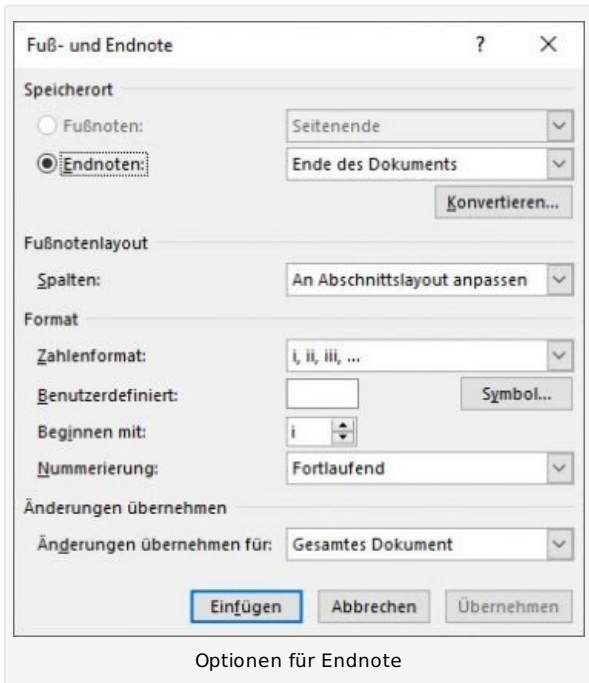 Fuß- und Endnote ? ×
Speicherort
Fußnoten: Seitenende
Endnoten: Ende des Dokuments
Konvertieren...
Fußnotenlayout
Spalten: An Abschnittslayout anpassen
Format
Zahlenformat: i, ii, iii, ...
Benutzerdefiniert: Symbol...
Beginnen mit: i
Nummerierung: Fortlaufend
Änderungen übernehmen
Änderungen übernehmen für: Gesamtes Dokument
Einfügen Abbrechen Übernehmen
Optionen für Endnote